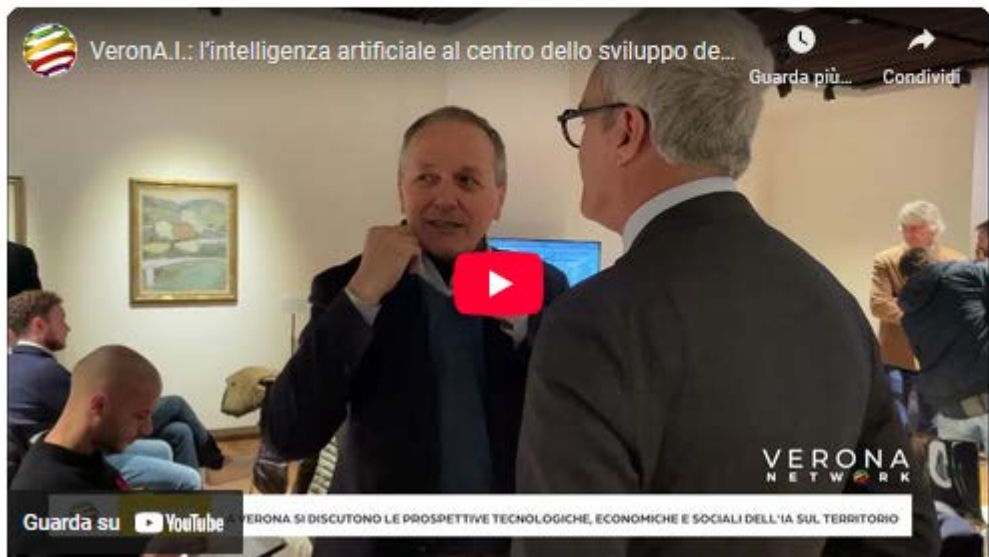 VeronA.I.: l'intelligenza artificiale al centro dello sviluppo de...
Guarda più...
Condividi
VERONA
NETWORK
Guarda su YouTube
A VERONA SI DISCUTONO LE PROSPETTIVE TECNOLOGICHE, ECONOMICHE E SOCIALI DELL'IA SUL TERRITORIO